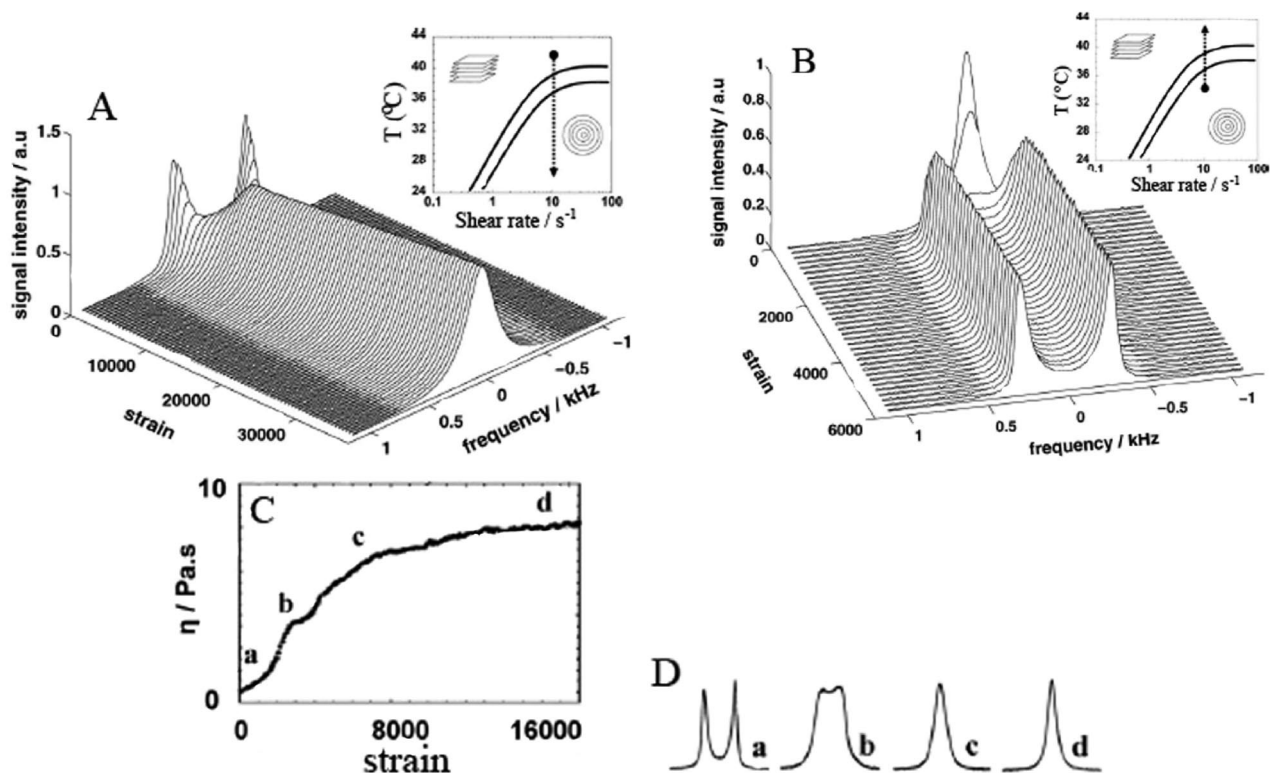 A
signal intensity / a.u
1.5
1
0.5
0
0
10000
20000
30000
strain
1
0.5
0
−0.5
−1
frequency / kHz
T (°C)
44
40
36
32
28
24
0.1
1
10
100
Shear rate / s⁻¹
B
signal intensity / a.u
1
0.8
0.6
0.4
0.2
0
0
2000
4000
6000
strain
1
0.5
0
−0.5
−1
frequency / kHz
T (°C)
44
40
36
32
28
24
0.1
1
10
100
Shear rate / s⁻¹
C
η / Pa.s
10
0
a
b
c
d
0
8000
16000
strain
D
a
b
c
d